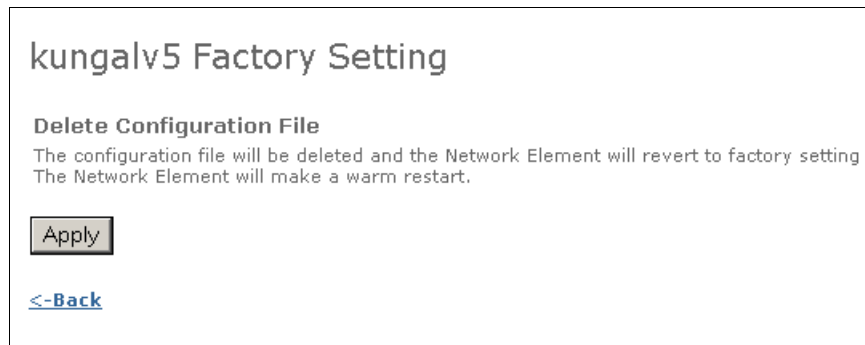 kungalv5 Factory Setting
Delete Configuration File
The configuration file will be deleted and the Network Element will revert to factory setting
The Network Element will make a warm restart.
Apply
<-Back